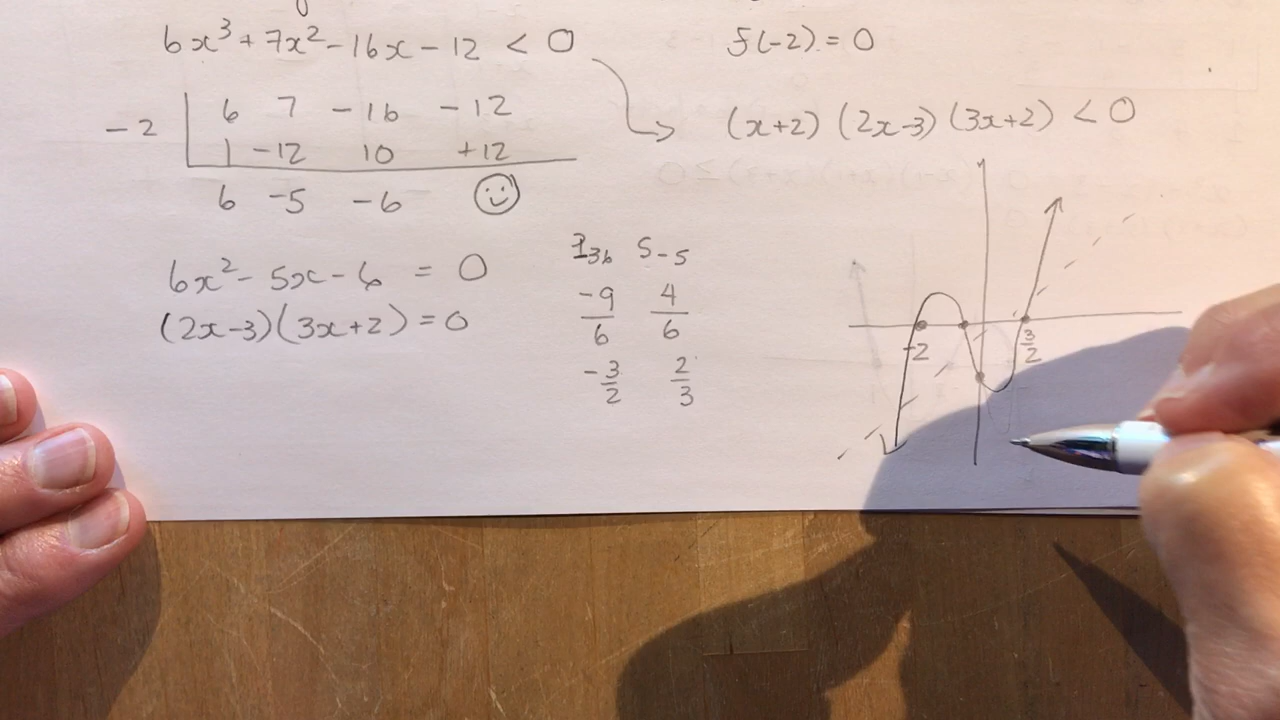 6x³ + 7x² - 16x - 12 < 0
-2 | 6 7 -16 -12
↓ -12 10 +12
6 -5 -6
6x² - 5x - 6 = 0
(2x-3)(3x+2) = 0
S -5
-9/6 4/6
-3/2 2/3
f(-2) = 0
(x+2) (2x-3) (3x+2) < 0
-2 3/2